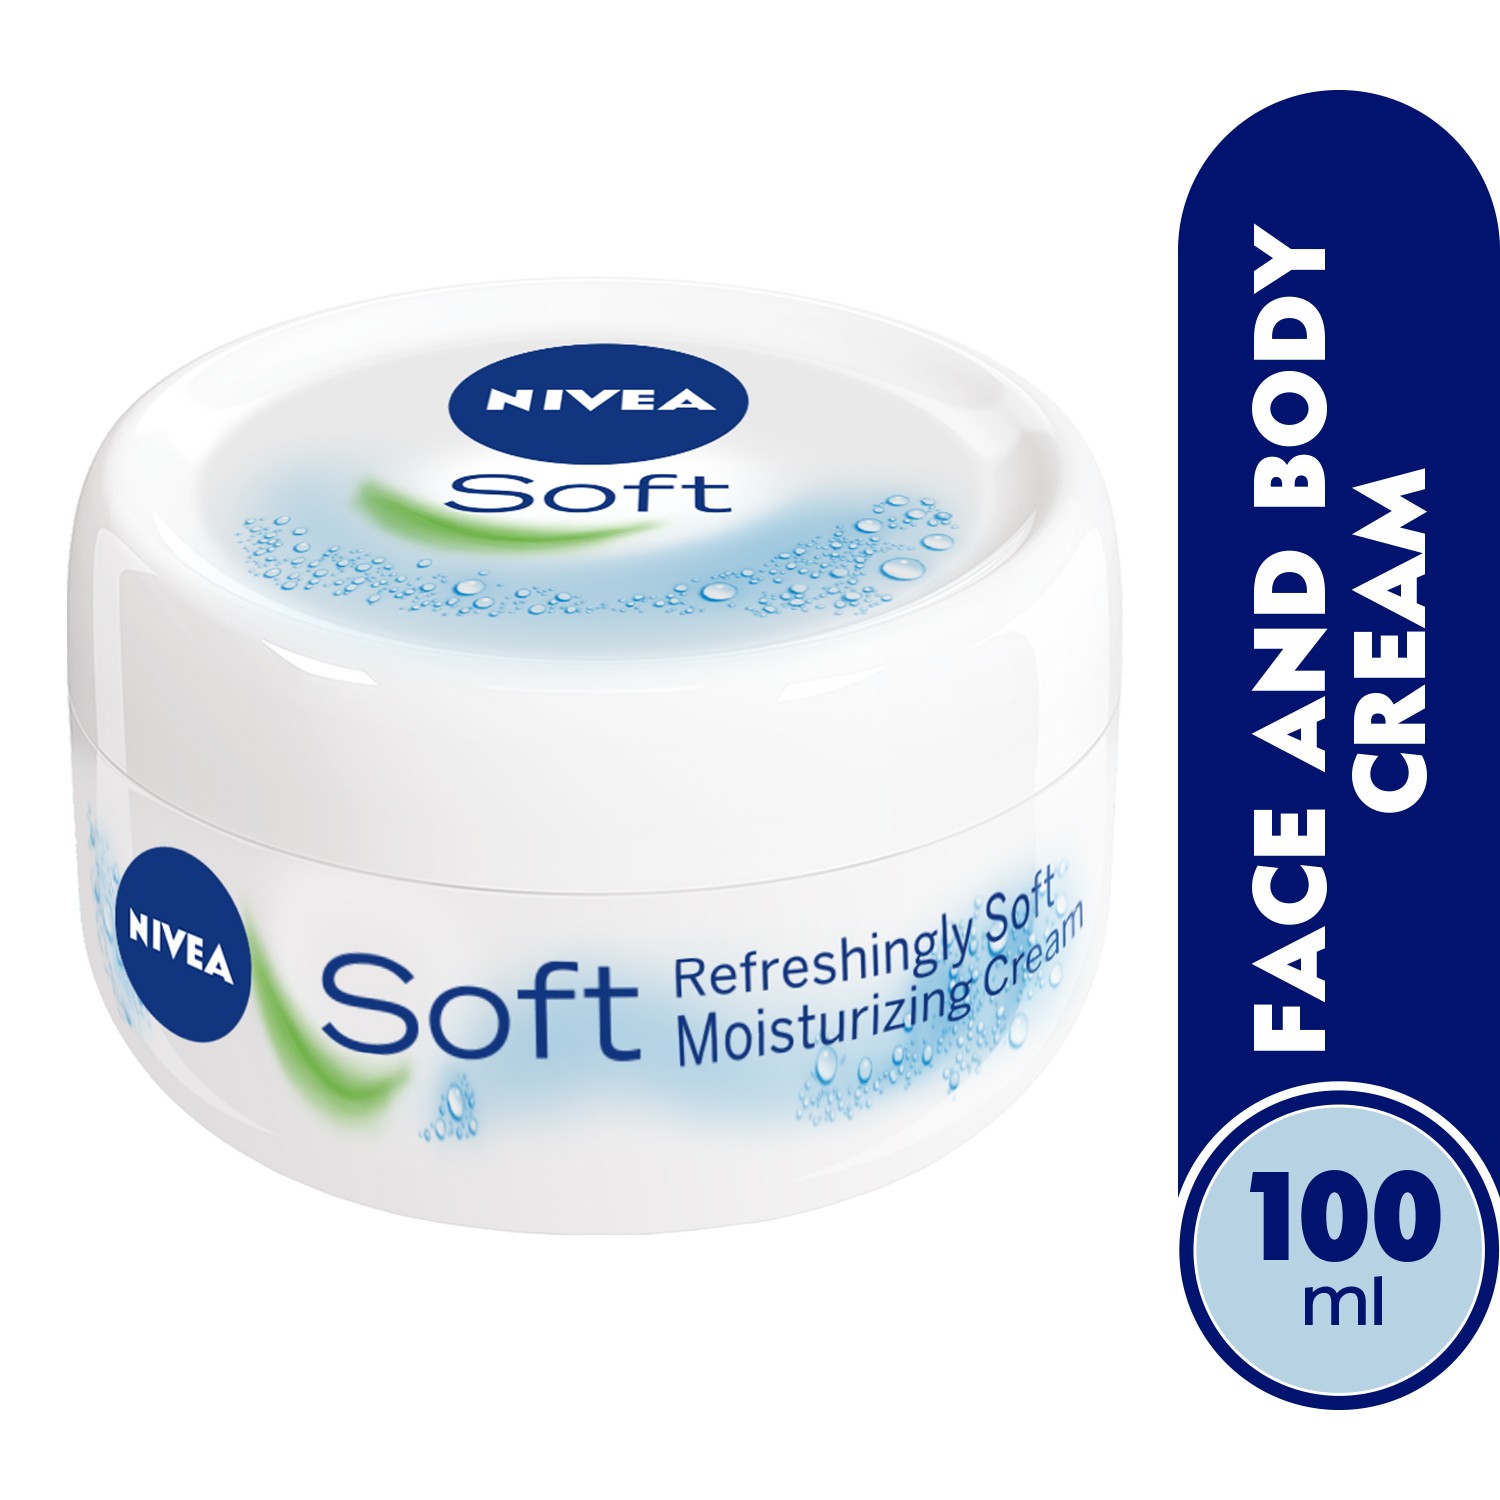 NIVEA
Soft
NIVEA
Soft
Refreshingly Soft
Moisturizing Cream
FACE AND BODY
CREAM
100
ml